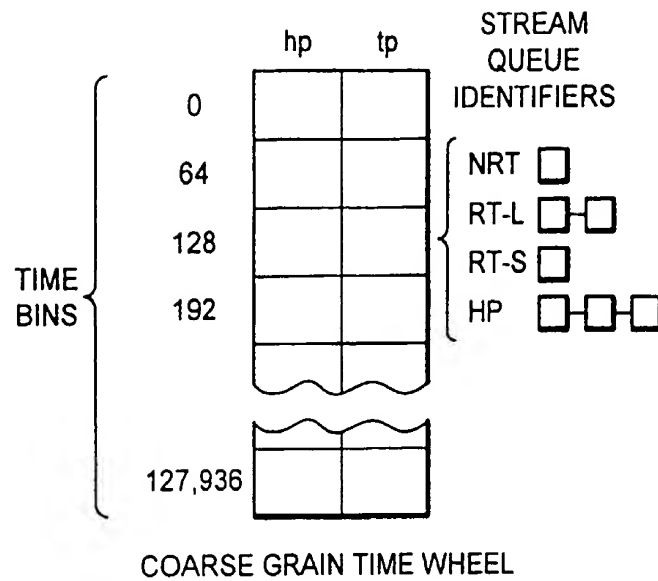 hp
tp
STREAM
QUEUE
IDENTIFIERS
0
64
128
192
127,936
TIME
BINS
NRT
RT-L
RT-S
HP
COARSE GRAIN TIME WHEEL